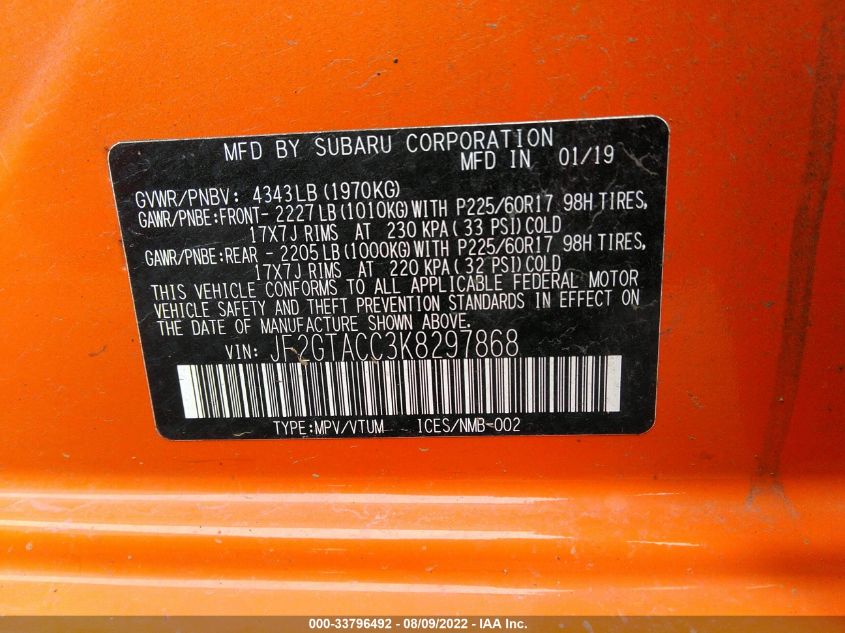 MFD BY SUBARU CORPORATION
MFD IN 01/19
GVWR/PNBV: 4343LB(1970KG)
GAWR/PNBE:FRONT- 2227LB(1010KG)WITH P225/60R17 98H TIRES,
17X7J RIMS AT 230 KPA(33 PSI)COLD
GAWR/PNBE:REAR - 2205LB(1000KG)WITH P225/60R17 98H TIRES,
17X7J RIMS AT 220 KPA(32 PSI)COLD
THIS VEHICLE CONFORMS TO ALL APPLICABLE FEDERAL MOTOR
VEHICLE SAFETY AND THEFT PREVENTION STANDARDS IN EFFECT ON
THE DATE OF MANUFACTURE SHOWN ABOVE.
VIN: JF2GTACC3K8297868
TYPE:MPV/VTUM ICES/NMB-002
000-33796492 - 08/09/2022 - IAA Inc.